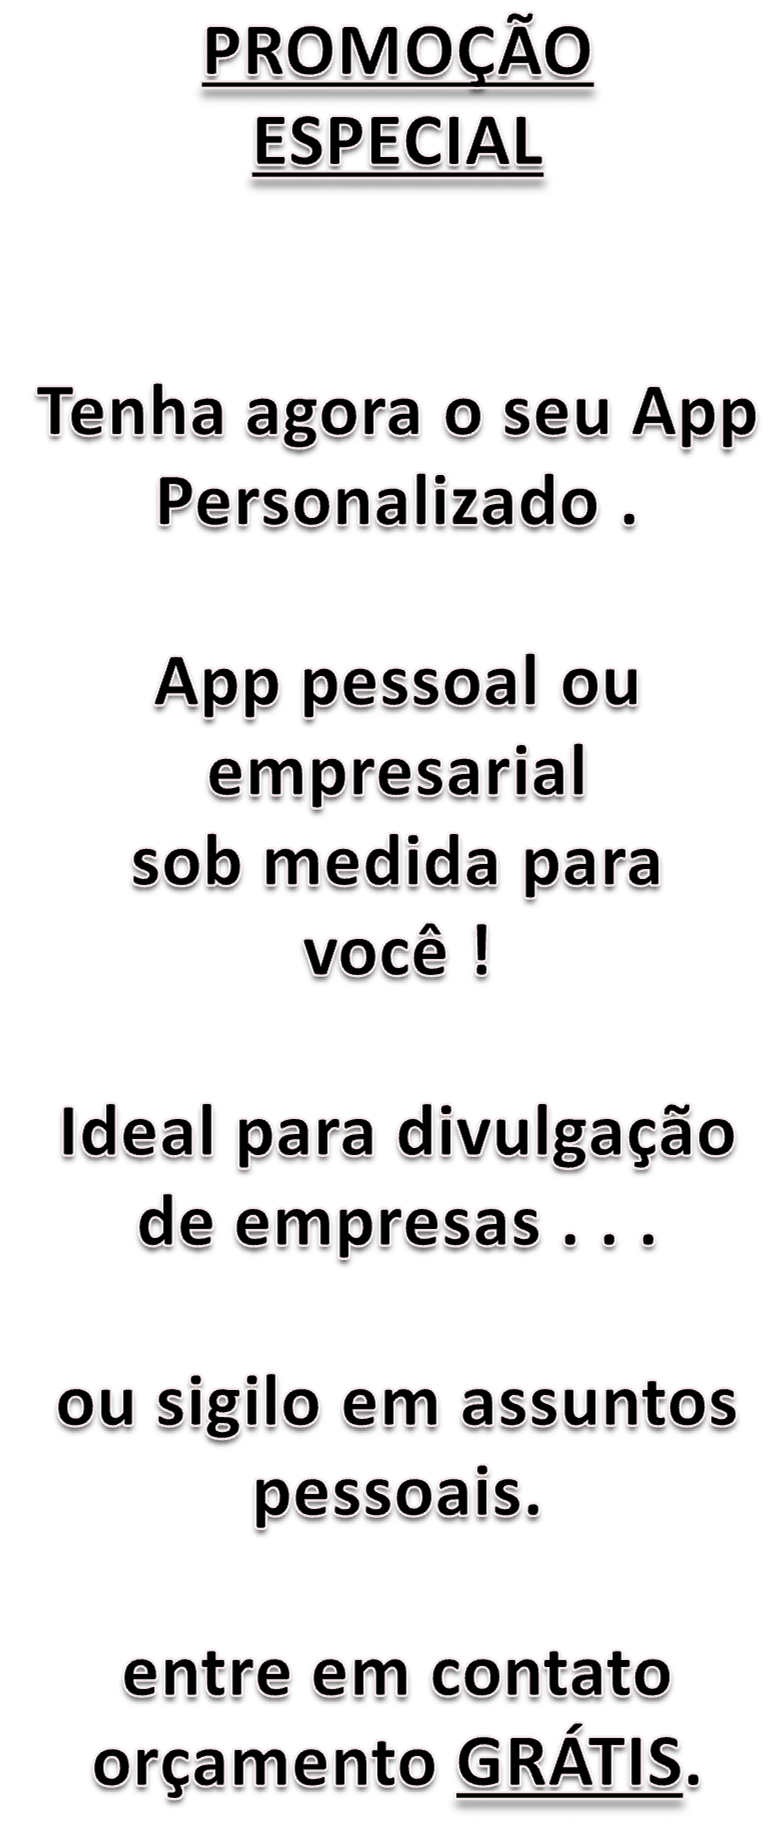 PROMOÇÃO
ESPECIAL
Tenha agora o seu App
Personalizado .
App pessoal ou
empresarial
sob medida para
você !
Ideal para divulgação
de empresas . . .
ou sigilo em assuntos
pessoais.
entre em contato
orçamento GRÁTIS.